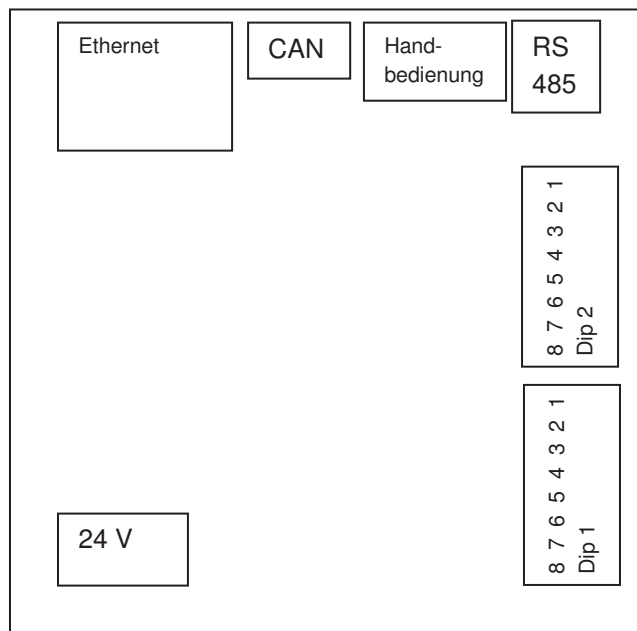 Ethernet
CAN
Hand-
bedienung
RS
485
8 7 6 5 4 3 2 1
Dip 2
8 7 6 5 4 3 2 1
Dip 1
24 V